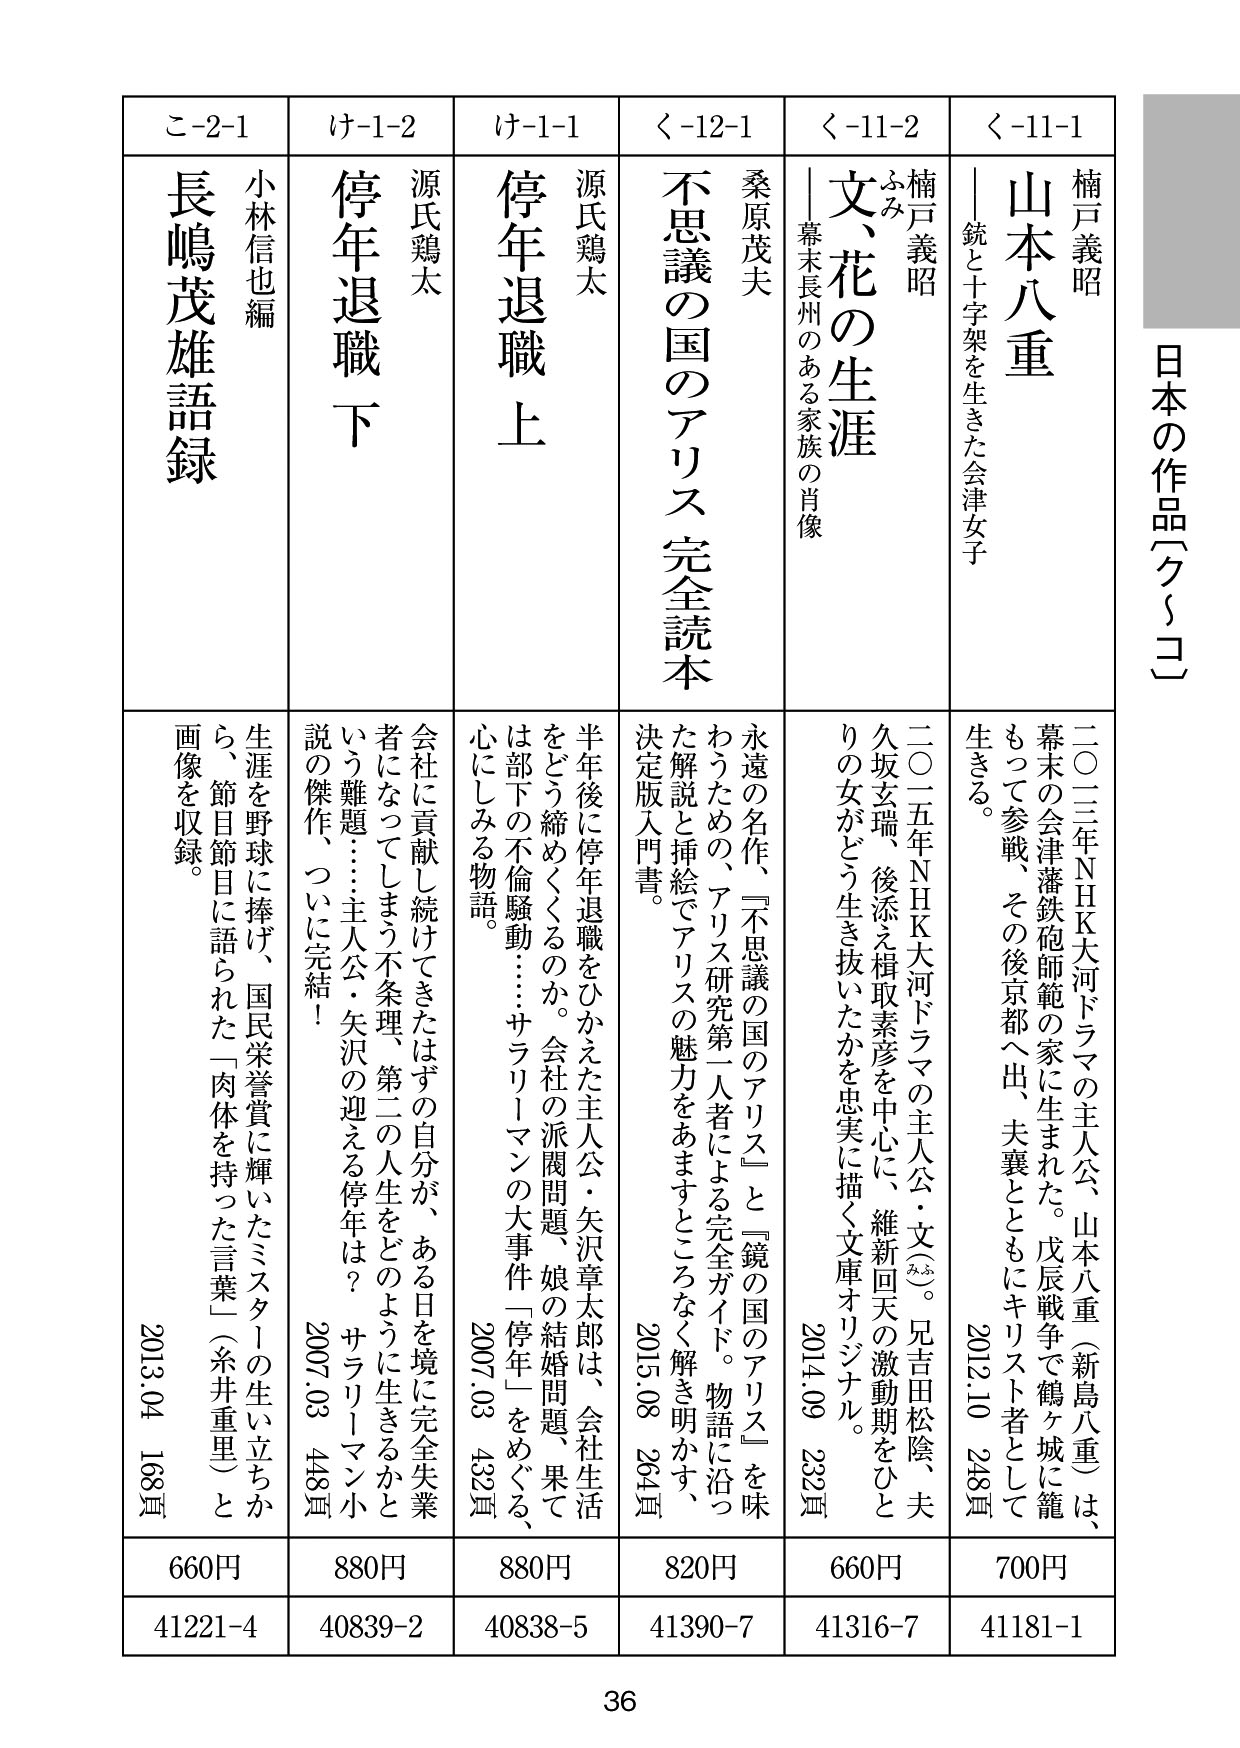 日本の作品〔ク〜コ〕
く-11-1
楠戸義昭
山本八重
――銃と十字架を生きた会津女子
二〇一三年NHK大河ドラマの主人公、山本八重（新島八重）は、
幕末の会津藩鉄砲師範の家に生まれた。戊辰戦争で鶴ヶ城に籠
もって参戦、その後京都へ出、夫襄とともにキリスト者として
生きる。
2012.10 248頁
700円
41181-1
く-11-2
楠戸義昭
ふみ
文、花の生涯
――幕末長州のある家族の肖像
二〇一五年NHK大河ドラマの主人公・文（ふみ）。兄吉田松陰、夫
久坂玄瑞、後添え楫取素彦を中心に、維新回天の激動期をひと
りの女がどう生き抜いたかを忠実に描く文庫オリジナル。
2014.09 232頁
660円
41316-7
く-12-1
桑原茂夫
不思議の国のアリス 完全読本
永遠の名作、『不思議の国のアリス』と『鏡の国のアリス』を味
わうための、アリス研究第一人者による完全ガイド。物語に沿っ
た解説と挿絵でアリスの魅力をあますところなく解き明かす、
決定版入門書。
2015.08 264頁
820円
41390-7
け-1-1
源氏鶏太
停年退職 上
半年後に停年退職をひかえた主人公・矢沢章太郎は、会社生活
をどう締めくくるのか。会社の派閥問題、娘の結婚問題、果て
は部下の不倫騒動……サラリーマンの大事件「停年」をめぐる、
心にしみる物語。
2007.03 432頁
880円
40838-5
け-1-2
源氏鶏太
停年退職 下
会社に貢献し続けてきたはずの自分が、ある日を境に完全失業
者になってしまう不条理、第二の人生をどのように生きるかと
いう難題……主人公・矢沢の迎える停年は？ サラリーマン小
説の傑作、ついに完結！
2007.03 448頁
880円
40839-2
こ-2-1
小林信也編
長嶋茂雄語録
生涯を野球に捧げ、国民栄誉賞に輝いたミスターの生い立ちか
ら、節目節目に語られた「肉体を持った言葉」（糸井重里）と
画像を収録。
2013.04 168頁
660円
41221-4
36